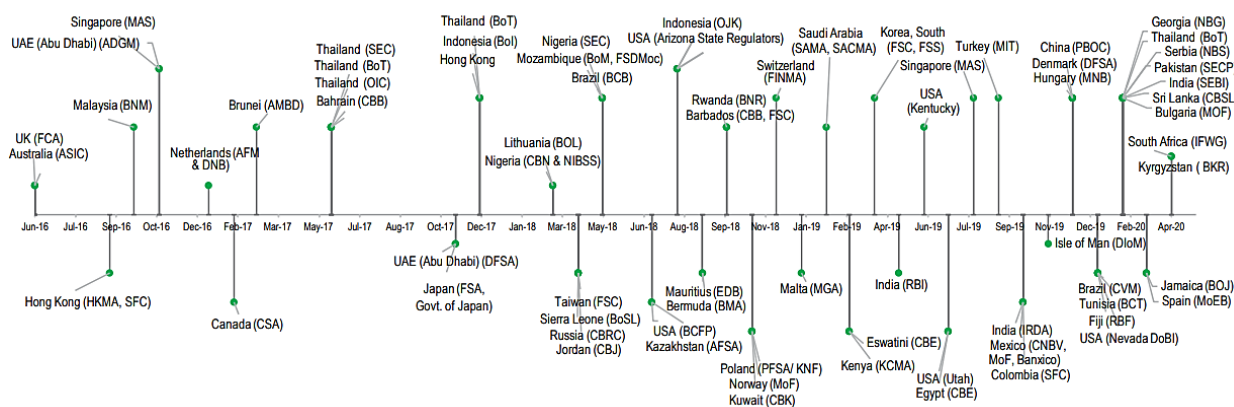 Singapore (MAS)
UAE (Abu Dhabi) (ADGM)
Malaysia (BNM)
UK (FCA)
Australia (ASIC)
Netherlands (AFM
& DNB)
Brunei (AMBD)
Thailand (SEC)
Thailand (BoT)
Thailand (OIC)
Bahrain (CBB)
Thailand (BoT)
Indonesia (BoI)
Hong Kong
Lithuania (BOL)
Nigeria (CBN & NIBSS)
Nigeria (SEC)
Mozambique (BoM, FSDMoc)
Brazil (BCB)
Indonesia (OJK)
USA (Arizona State Regulators)
Rwanda (BNR)
Barbados (CBB, FSC)
Switzerland
(FINMA)
Saudi Arabia
(SAMA, SACMA)
Korea, South
(FSC, FSS)
USA
(Kentucky)
Singapore (MAS)
Turkey (MIT)
China (PBOC)
Denmark (DFSA)
Hungary (MNB)
Georgia (NBG)
Thailand (BoT)
Serbia (NBS)
Pakistan (SECP)
India (SEBI)
Sri Lanka (CBSL)
Bulgaria (MOF)
South Africa (IFWG)
Kyrgyzstan ( BKR)
Jun-16 Jul-16 Sep-16 Oct-16 Dec-16 Feb-17 Mar-17 May-17 Jul-17 Aug-17 Oct-17 Dec-17 Jan-18 Mar-18 May-18 Jun-18 Aug-18 Sep-18 Nov-18 Jan-19 Feb-19 Apr-19 Jun-19 Jul-19 Sep-19 Nov-19 Dec-19 Feb-20 Apr-20
Hong Kong (HKMA, SFC)
Canada (CSA)
UAE (Abu Dhabi) (DFSA)
Japan (FSA,
Govt. of Japan)
Taiwan (FSC)
Sierra Leone (BoSL)
Russia (CBRC)
Jordan (CBJ)
USA (BCFP)
Kazakhstan (AFSA)
Mauritius (EDB)
Bermuda (BMA)
Poland (PFSA/ KNF)
Norway (MoF)
Kuwait (CBK)
Malta (MGA)
Eswatini (CBE)
Kenya (KCMA)
India (RBI)
USA (Utah)
Egypt (CBE)
India (IRDA)
Mexico (CNBV,
MoF, Banxico)
Colombia (SFC)
Isle of Man (DIoM)
Brazil (CVM)
Tunisia (BCT)
Fiji (RBF)
USA (Nevada DoBI)
Jamaica (BOJ)
Spain (MoEB)